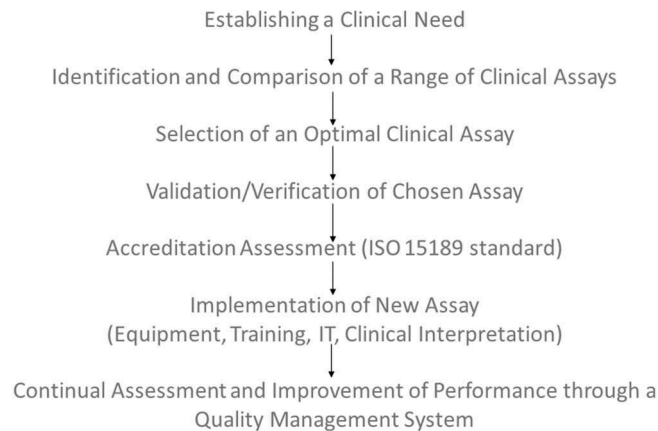 Establishing a Clinical Need
Identification and Comparison of a Range of Clinical Assays
Selection of an Optimal Clinical Assay
Validation/Verification of Chosen Assay
Accreditation Assessment (ISO 15189 standard)
Implementation of New Assay
(Equipment, Training, IT, Clinical Interpretation)
Continual Assessment and Improvement of Performance through a
Quality Management System